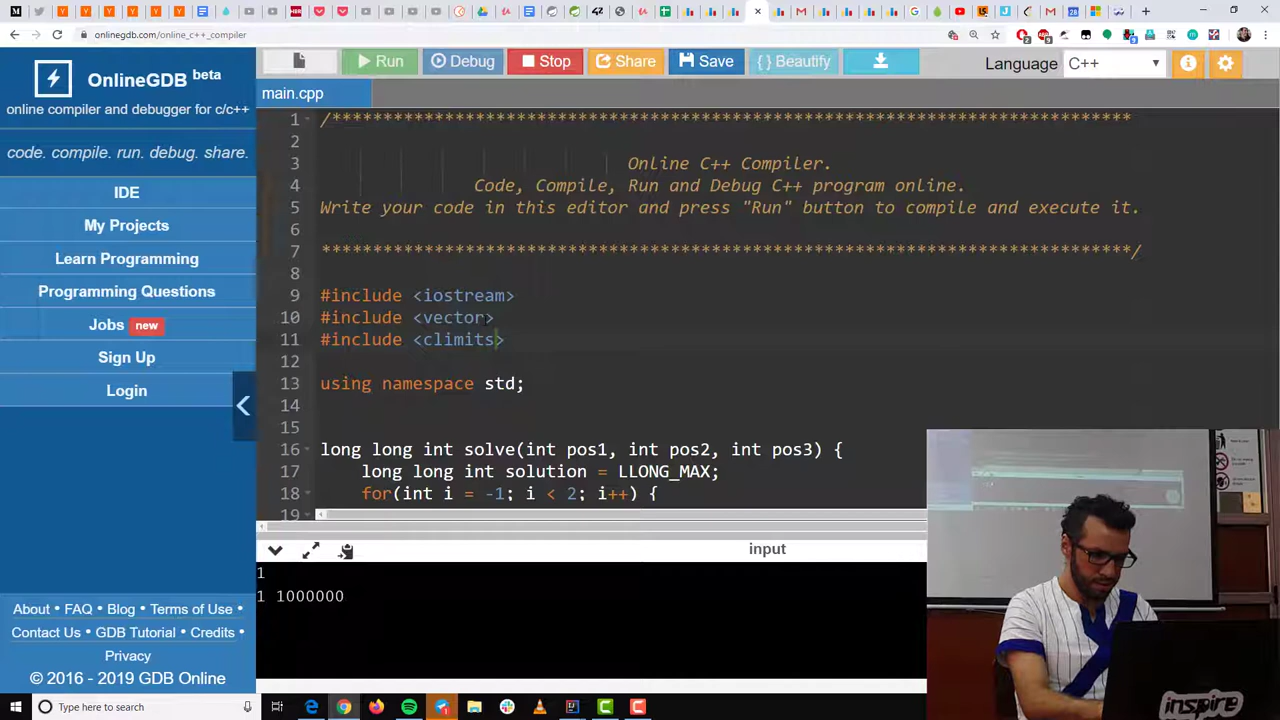 onlinegdb.com/online_c++_compiler
OnlineGDB beta
online compiler and debugger for c/c++
code. compile. run. debug. share.
IDE
My Projects
Learn Programming
Programming Questions
Jobs new
Sign Up
Login
About • FAQ • Blog • Terms of Use •
Contact Us • GDB Tutorial • Credits •
Privacy
© 2016 - 2019 GDB Online
Run
Debug
Stop
Share
Save
{ } Beautify
Language C++
main.cpp
1 /******************************************************************************
2
3 Online C++ Compiler.
4 Code, Compile, Run and Debug C++ program online.
5 Write your code in this editor and press "Run" button to compile and execute it.
6
7 *******************************************************************************/
8
9 #include <iostream>
10 #include <vector>
11 #include <climits>
12
13 using namespace std;
14
15
16 long long int solve(int pos1, int pos2, int pos3) {
17 long long int solution = LLONG_MAX;
18 for(int i = -1; i < 2; i++) {
19
input
1
1 1000000
Type here to search
inspire